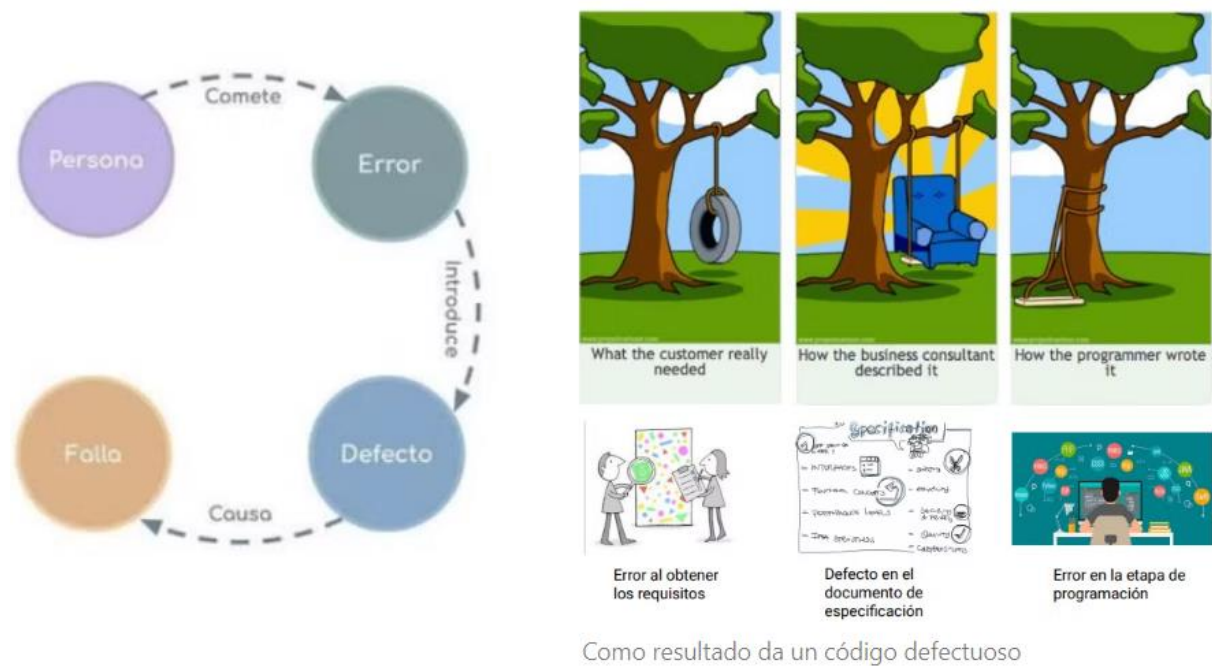 Comete
Persona
Error
Introduce
Falla
Defecto
Causa
What the customer really
needed
How the business consultant
described it
How the programmer wrote
it
Specification
Error al obtener
los requisitos
Defecto en el
documento de
especificación
Error en la etapa de
programación
Como resultado da un código defectuoso